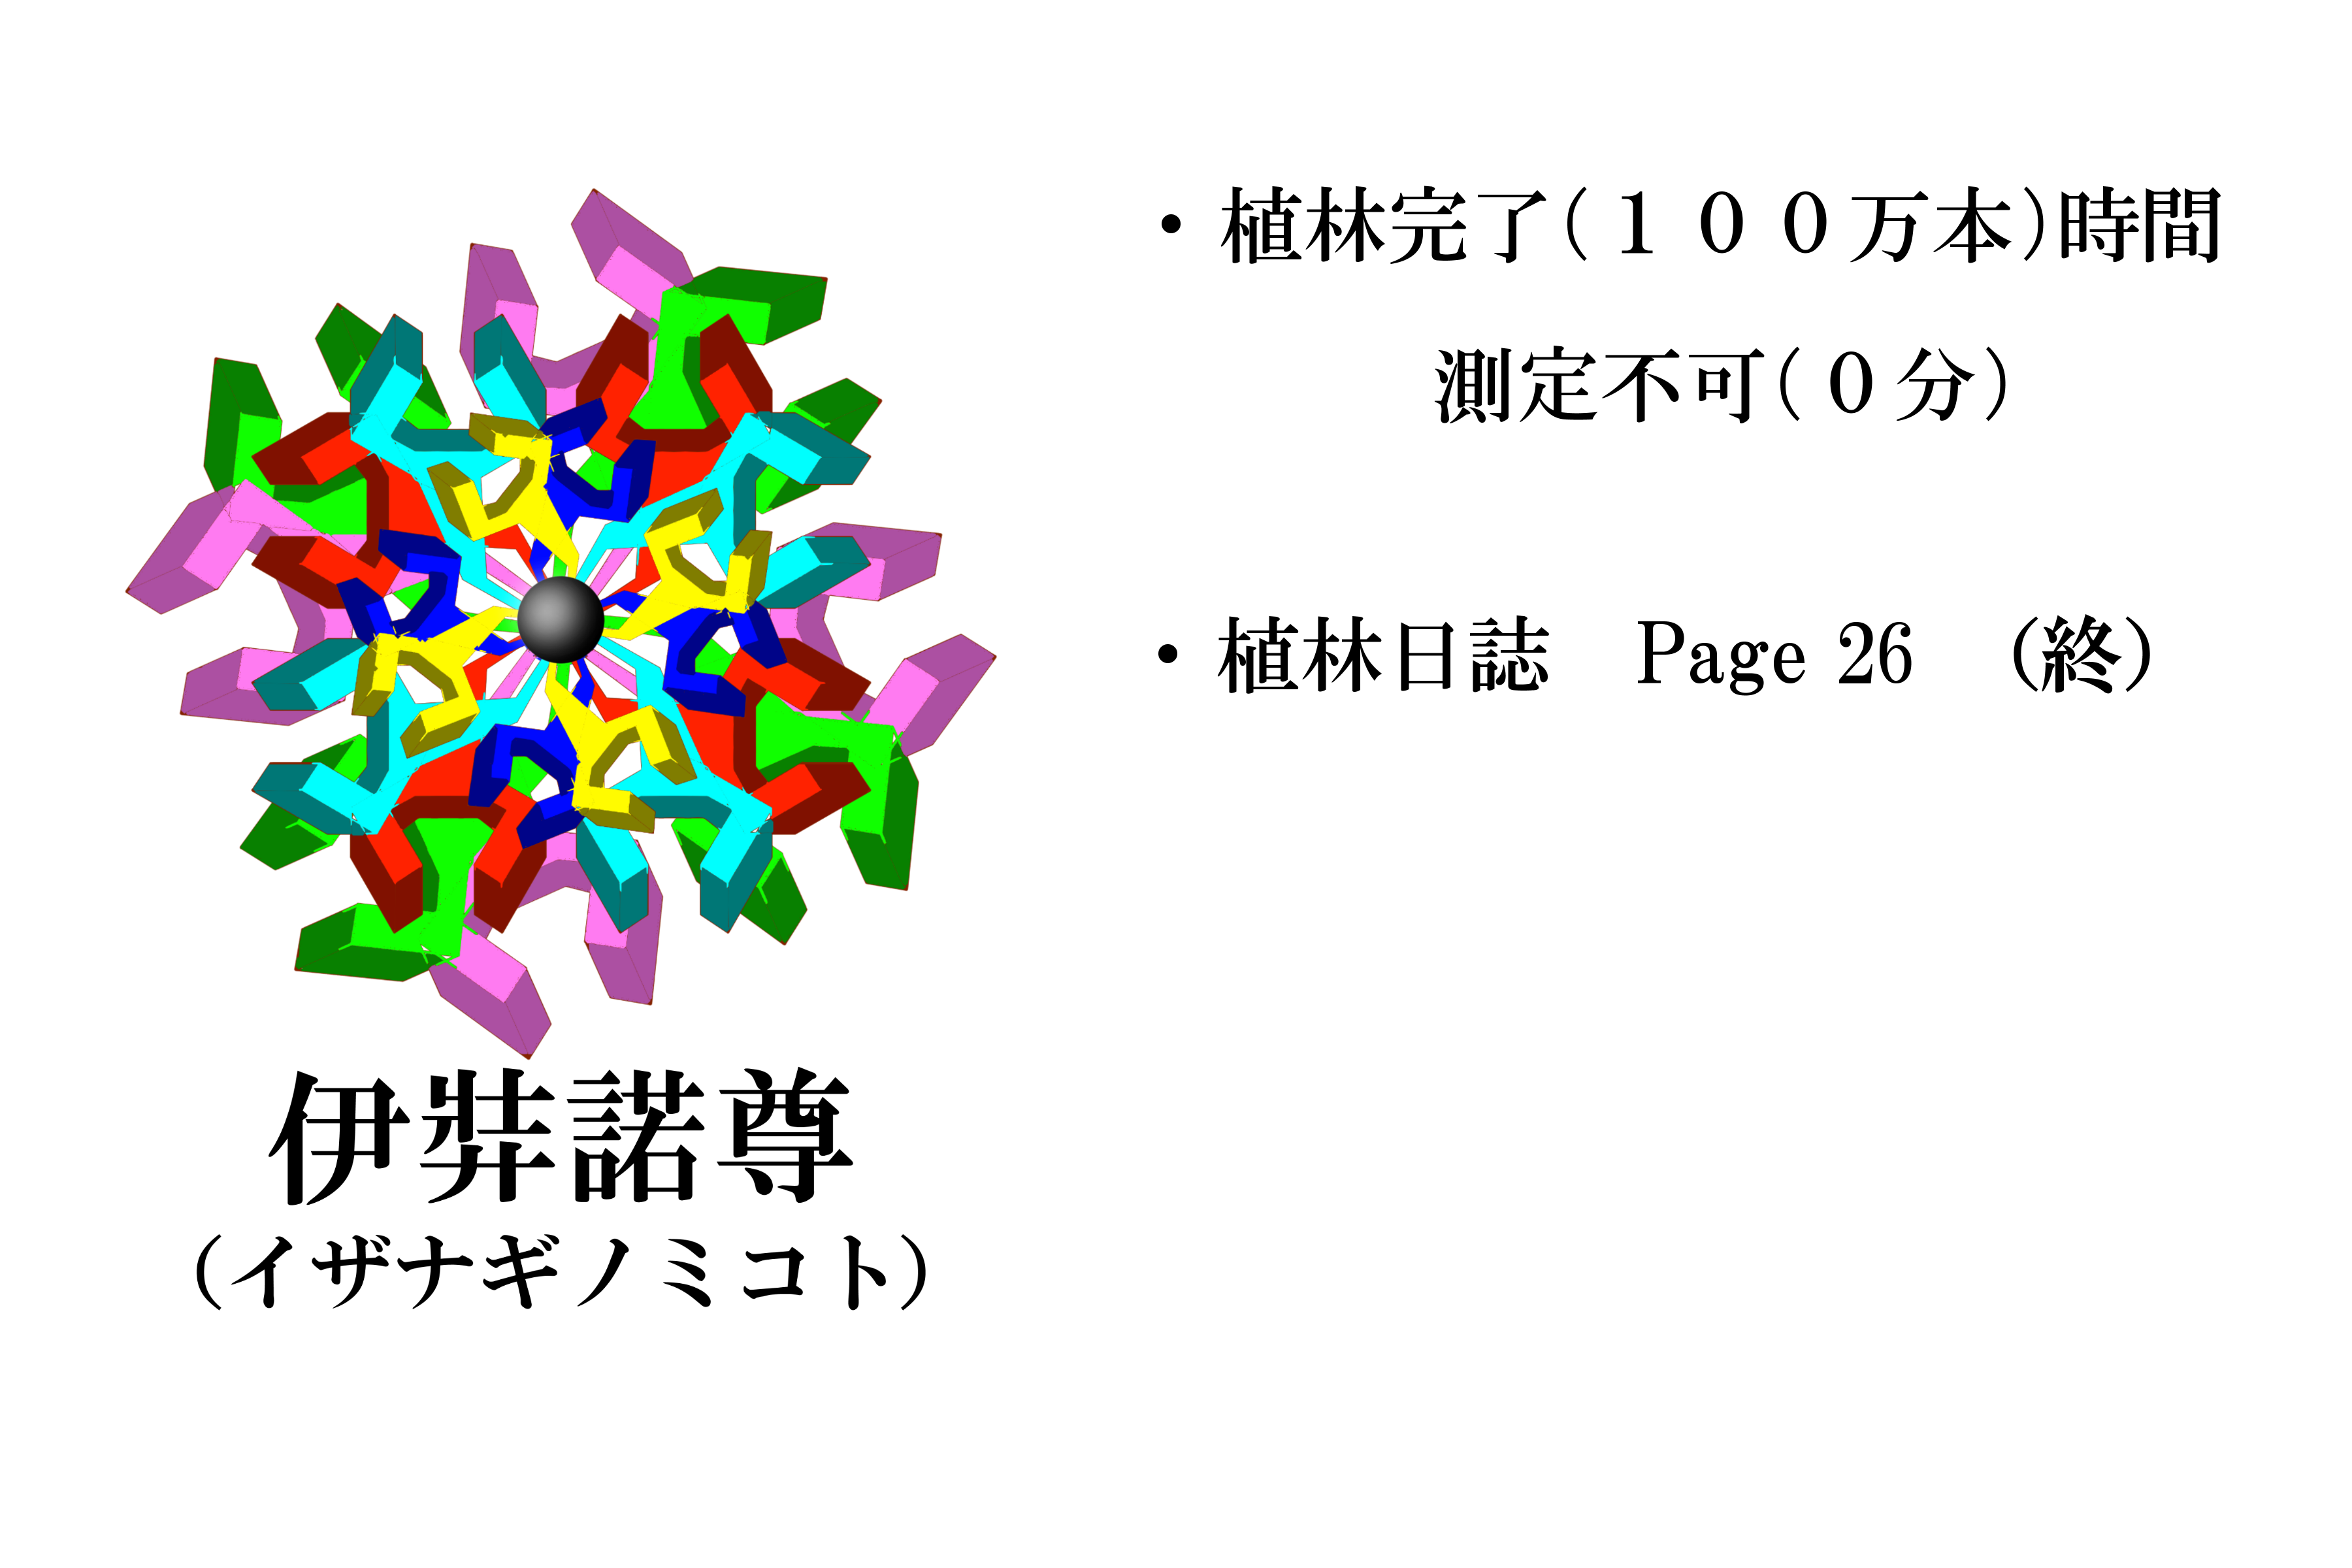 ・植林完了(１００万本)時間
測定不可(０分)
・植林日誌　Page 26　(終)
伊弉諾尊
(イザナギノミコト)